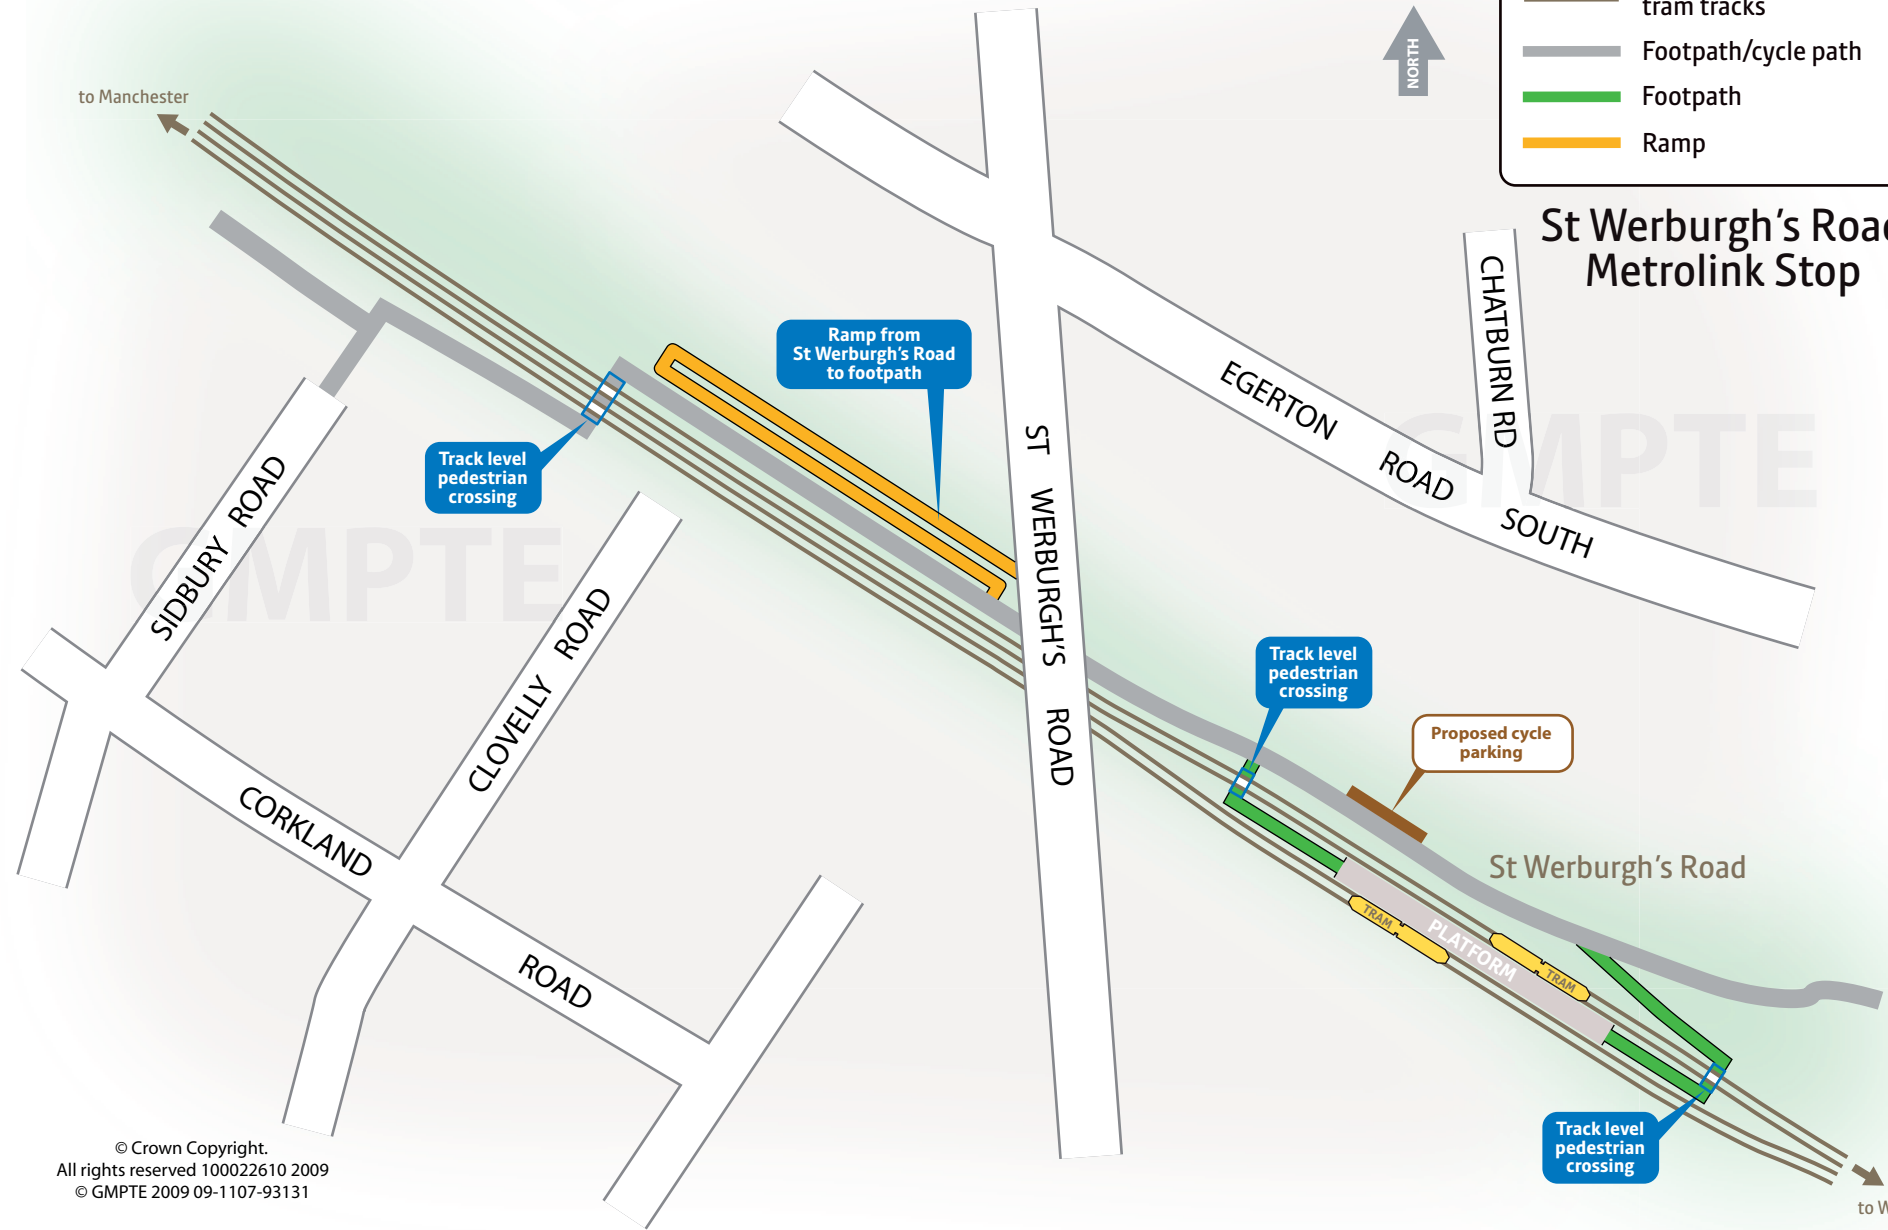 tram tracks
Footpath/cycle path
Footpath
Ramp
NORTH
to Manchester
St Werburgh's Road
Metrolink Stop
CHATBURN RD
EGERTON
ROAD
SOUTH
Ramp from
St Werburgh's Road
to footpath
Track level
pedestrian
crossing
ST WERBURGH'S ROAD
SIDBURY ROAD
CLOVELLY ROAD
CORKLAND
ROAD
GMPTE
GMPTE
Track level
pedestrian
crossing
Proposed cycle
parking
St Werburgh's Road
TRAM
PLATFORM
TRAM
Track level
pedestrian
crossing
to
© Crown Copyright.
All rights reserved 100022610 2009
© GMPTE 2009 09-1107-93131